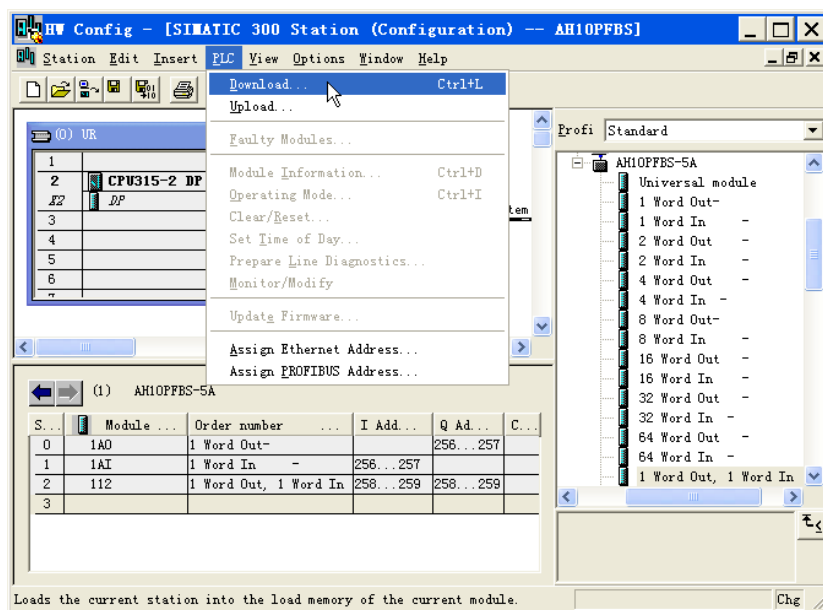 HW Config - [SIMATIC 300 Station (Configuration) -- AH10PFBS]
Station Edit Insert PLC View Options Window Help
Download... Ctrl+L
Upload...
Faulty Modules...
Module Information... Ctrl+D
Operating Mode... Ctrl+I
Clear/Reset...
Set Time of Day...
Prepare Line Diagnostics...
Monitor/Modify
Update Firmware...
Assign Ethernet Address...
Assign PROFIBUS Address...
(0) UR
1
2 CPU315-2 DP
X2 DP
3
4
5
6
7
tem
Profi Standard
AH10PFBS-5A
Universal module
1 Word Out-
1 Word In -
2 Word Out -
2 Word In -
4 Word Out -
4 Word In -
8 Word Out-
8 Word In -
16 Word Out -
16 Word In -
32 Word Out -
32 Word In -
64 Word Out -
64 Word In -
1 Word Out, 1 Word In
(1) AH10PFBS-5A
S... Module ... Order number ... I Add... Q Ad... C...
0 1AO 1 Word Out- 256...257
1 1AI 1 Word In - 256...257
2 112 1 Word Out, 1 Word In 258...259 258...259
3
Loads the current station into the load memory of the current module.
Chg